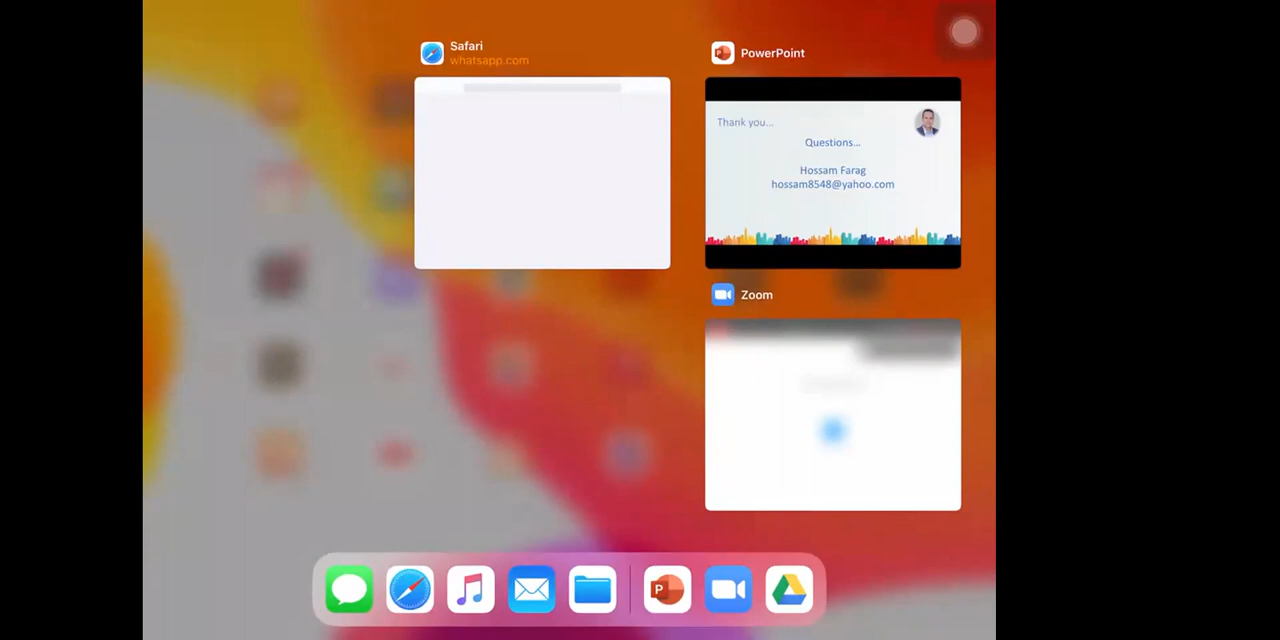 Safari
whatsapp.com
PowerPoint
Thank you...
Questions...
Hossam Farag
hossam8548@yahoo.com
Zoom
P